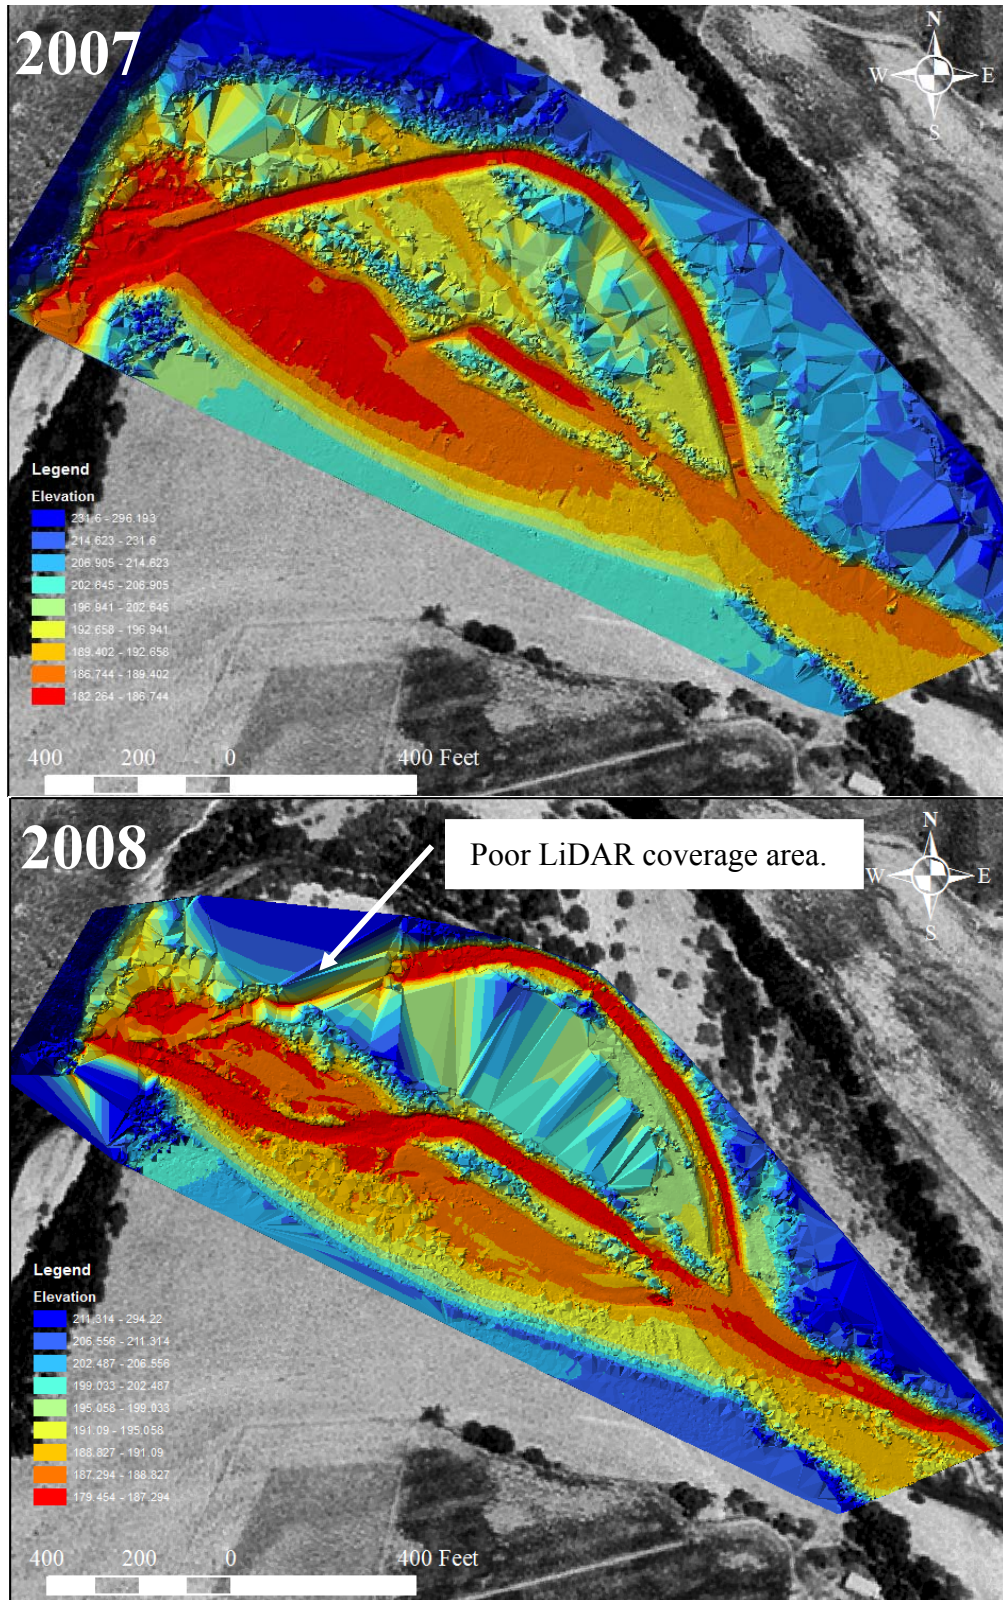 2007
N
W E
S
Legend
Elevation
231.6 - 296.193
214.623 - 231.6
206.905 - 214.623
202.645 - 206.905
196.941 - 202.645
192.658 - 196.941
189.402 - 192.658
186.744 - 189.402
182.264 - 186.744
400 200 0 400 Feet
2008
Poor LiDAR coverage area.
N
W E
S
Legend
Elevation
211.314 - 294.22
206.556 - 211.314
202.487 - 206.556
199.033 - 202.487
195.058 - 199.033
191.09 - 195.058
188.827 - 191.09
187.294 - 188.827
179.454 - 187.294
400 200 0 400 Feet